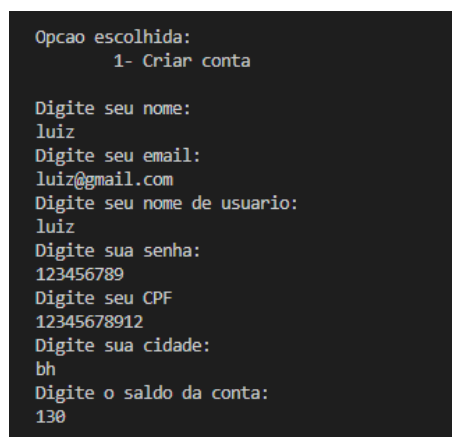 Opcao escolhida:
1- Criar conta
Digite seu nome:
luiz
Digite seu email:
luiz@gmail.com
Digite seu nome de usuario:
luiz
Digite sua senha:
123456789
Digite seu CPF
12345678912
Digite sua cidade:
bh
Digite o saldo da conta:
130